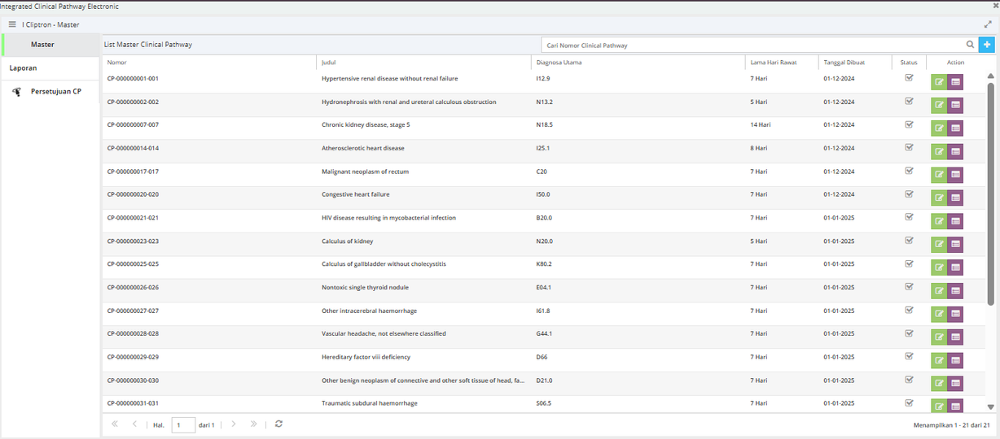 Integrated Clinical Pathway Electronic
I Cliptron - Master
Master
Laporan
Persetujuan CP
List Master Clinical Pathway
Cari Nomor Clinical Pathway
Nomor Judul Diagnosa Utama Lama Hari Rawat Tanggal Dibuat Status Action
CP-000000001-001 Hypertensive renal disease without renal failure I12.9 7 Hari 01-12-2024
CP-000000002-002 Hydronephrosis with renal and ureteral calculous obstruction N13.2 5 Hari 01-12-2024
CP-000000007-007 Chronic kidney disease, stage 5 N18.5 14 Hari 01-12-2024
CP-000000014-014 Atherosclerotic heart disease I25.1 8 Hari 01-12-2024
CP-000000017-017 Malignant neoplasm of rectum C20 7 Hari 01-12-2024
CP-000000020-020 Congestive heart failure I50.0 7 Hari 01-12-2024
CP-000000021-021 HIV disease resulting in mycobacterial infection B20.0 7 Hari 01-01-2025
CP-000000023-023 Calculus of kidney N20.0 5 Hari 01-01-2025
CP-000000025-025 Calculus of gallbladder without cholecystitis K80.2 7 Hari 01-01-2025
CP-000000026-026 Nontoxic single thyroid nodule E04.1 7 Hari 01-01-2025
CP-000000027-027 Other intracerebral haemorrhage I61.8 7 Hari 01-01-2025
CP-000000028-028 Vascular headache, not elsewhere classified G44.1 7 Hari 01-01-2025
CP-000000029-029 Hereditary factor viii deficiency D66 7 Hari 01-01-2025
CP-000000030-030 Other benign neoplasm of connective and other soft tissue of head, fa... D21.0 7 Hari 01-01-2025
CP-000000031-031 Traumatic subdural haemorrhage S06.5 7 Hari 01-01-2025
Hal. 1 dari 1
Menampilkan 1 - 21 dari 21